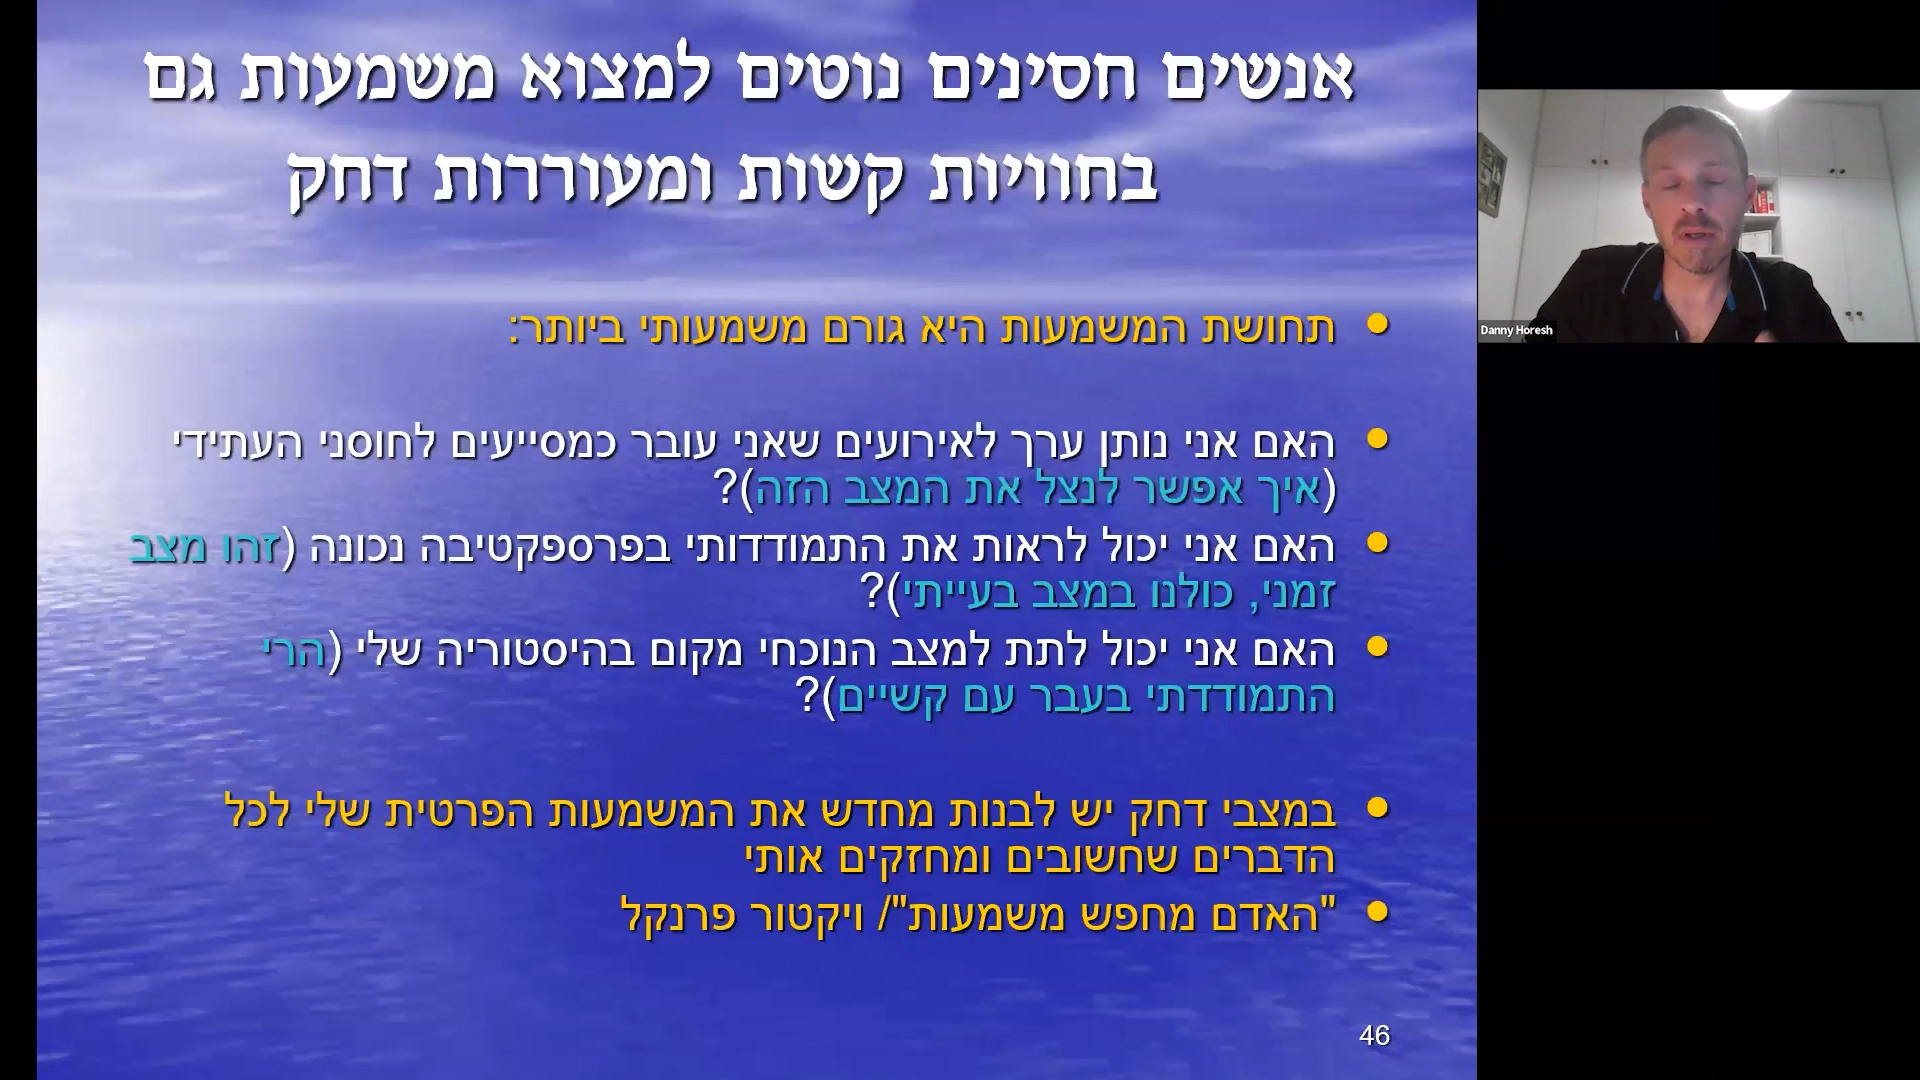 אנשים חסינים נוטים למצוא משמעות גם
בחוויות קשות ומעוררות דחק
תחושת המשמעות היא גורם משמעותי ביותר:
האם אני נותן ערך לאירועים שאני עובר כמסייעים לחוסני העתידי
(איך אפשר לנצל את המצב הזה)?
האם אני יכול לראות את התמודדותי בפרספקטיבה נכונה (זהו מצב
זמני, כולנו במצב בעייתי)?
האם אני יכול לתת למצב הנוכחי מקום בהיסטוריה שלי (הרי
התמודדתי בעבר עם קשיים)?
במצבי דחק יש לבנות מחדש את המשמעות הפרטית שלי לכל
הדברים שחשובים ומחזקים אותי
"האדם מחפש משמעות"/ ויקטור פרנקל
46
Danny Horesh